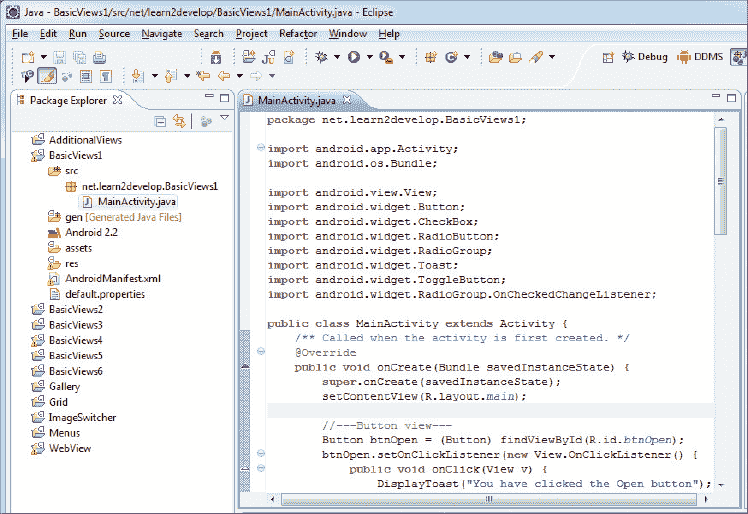 Java - BasicViews1/src/net/learn2develop/BasicViews1/MainActivity.java - Eclipse
File Edit Run Source Navigate Search Project Refactor Window Help
Debug DDMS
Package Explorer
AdditionalViews
BasicViews1
src
net.learn2develop.BasicViews1
MainActivity.java
gen [Generated Java Files]
Android 2.2
assets
res
AndroidManifest.xml
default.properties
BasicViews2
BasicViews3
BasicViews4
BasicViews5
BasicViews6
Gallery
Grid
ImageSwitcher
Menus
WebView
MainActivity.java
package net.learn2develop.BasicViews1;
import android.app.Activity;
import android.os.Bundle;
import android.view.View;
import android.widget.Button;
import android.widget.CheckBox;
import android.widget.RadioButton;
import android.widget.RadioGroup;
import android.widget.Toast;
import android.widget.ToggleButton;
import android.widget.RadioGroup.OnCheckedChangeListener;
public class MainActivity extends Activity {
/** Called when the activity is first created. */
@Override
public void onCreate(Bundle savedInstanceState) {
super.onCreate(savedInstanceState);
setContentView(R.layout.main);
//---Button view---
Button btnOpen = (Button) findViewById(R.id.btnOpen);
btnOpen.setOnClickListener(new View.OnClickListener() {
public void onClick(View v) {
DisplayToast("You have clicked the Open button");